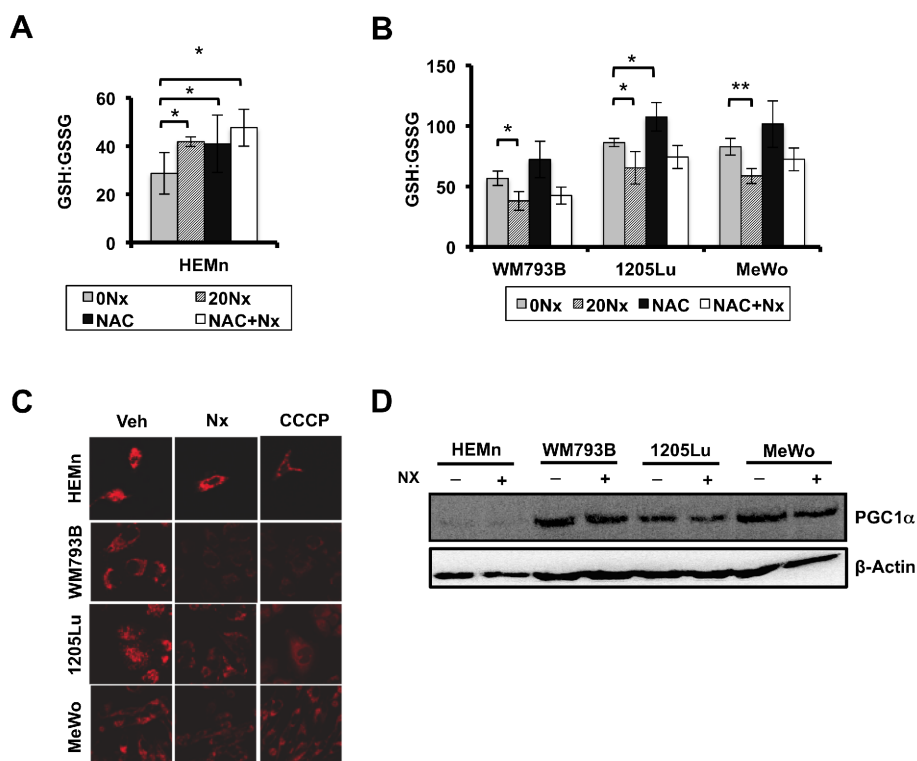 A
*
*
*
GSH:GSSG
60
40
20
0
HEMn
0Nx 20Nx
NAC NAC+Nx
B
*
*
*
**
GSH:GSSG
150
100
50
0
WM793B 1205Lu MeWo
0Nx 20Nx NAC NAC+Nx
C
Veh Nx CCCP
HEMn
WM793B
1205Lu
MeWo
D
HEMn WM793B 1205Lu MeWo
NX – + – + – + – +
PGC1α
β-Actin